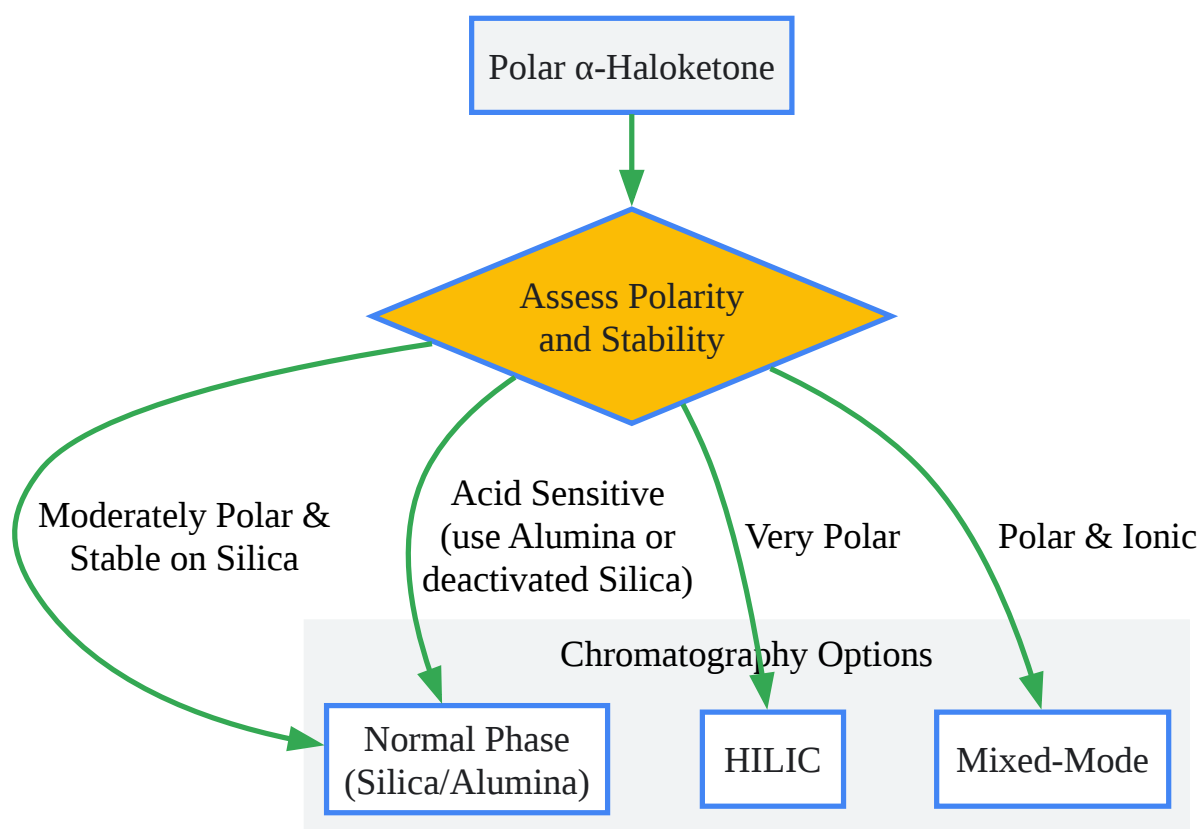 Polar α-Haloketone
Assess Polarity
and Stability
Moderately Polar &
Stable on Silica
Acid Sensitive
(use Alumina or
deactivated Silica)
Very Polar
Polar & Ionic
Chromatography Options
Normal Phase
(Silica/Alumina)
HILIC
Mixed-Mode